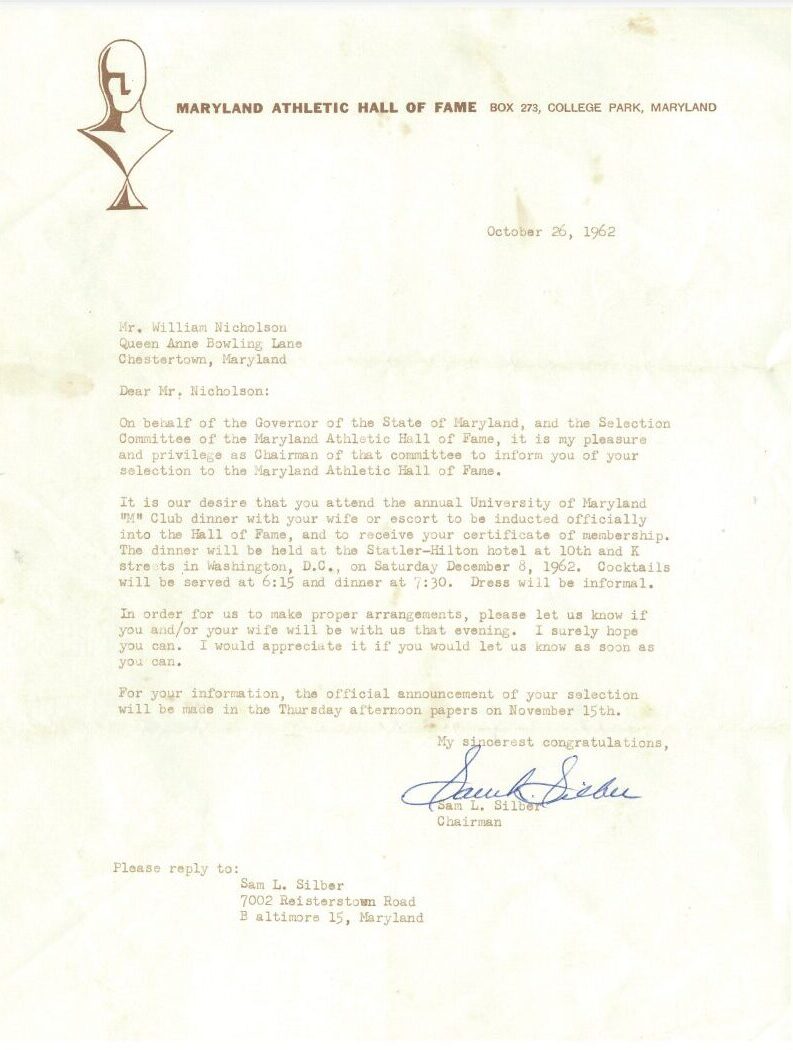 MARYLAND ATHLETIC HALL OF FAME BOX 273, COLLEGE PARK, MARYLAND
October 26, 1962
Mr. William Nicholson
Queen Anne Bowling Lane
Chestertown, Maryland
Dear Mr. Nicholson:
On behalf of the Governor of the State of Maryland, and the Selection
Committee of the Maryland Athletic Hall of Fame, it is my pleasure
and privilege as Chairman of that committee to inform you of your
selection to the Maryland Athletic Hall of Fame.
It is our desire that you attend the annual University of Maryland
"M" Club dinner with your wife or escort to be inducted officially
into the Hall of Fame, and to receive your certificate of membership.
The dinner will be held at the Statler-Hilton hotel at 10th and K
streets in Washington, D.C., on Saturday December 8, 1962. Cocktails
will be served at 6:15 and dinner at 7:30. Dress will be informal.
In order for us to make proper arrangements, please let us know if
you and/or your wife will be with us that evening. I surely hope
you can. I would appreciate it if you would let us know as soon as
you can.
For your information, the official announcement of your selection
will be made in the Thursday afternoon papers on November 15th.
My sincerest congratulations,
Sam L. Silber
Sam L. Silber
Chairman
Please reply to:
Sam L. Silber
7002 Reisterstown Road
B altimore 15, Maryland